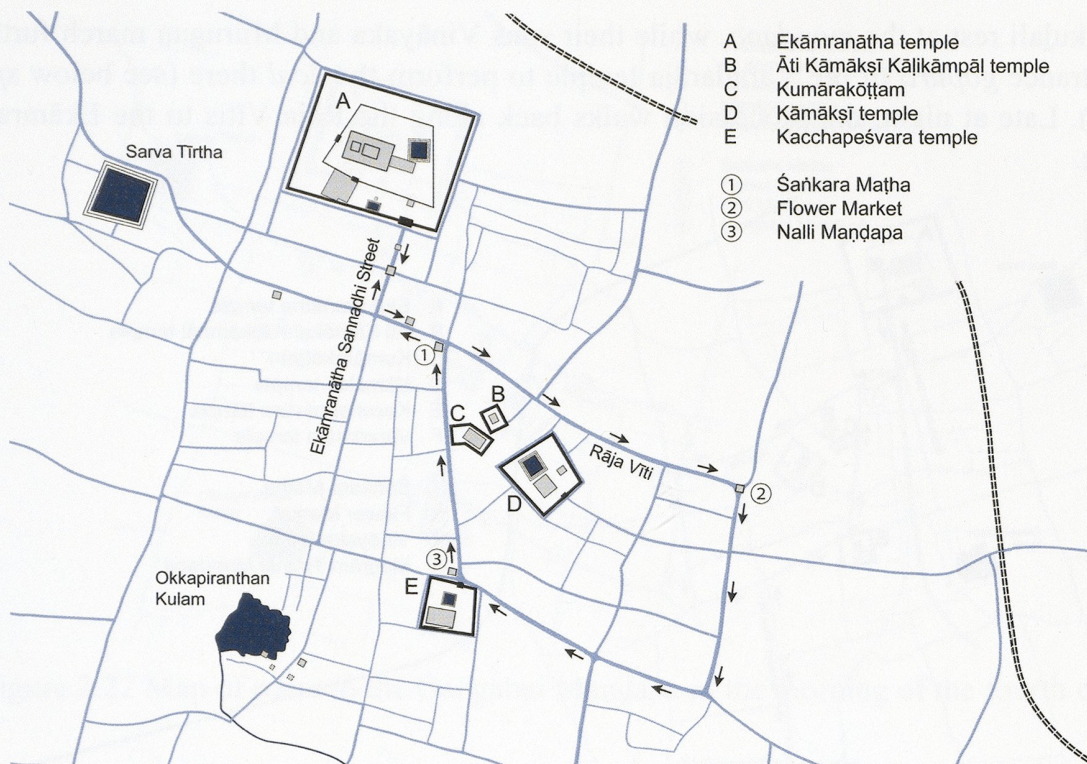 A Ekāmranātha temple
B Āti Kāmākṣī Kāḷikāmpāḷ temple
C Kumārakōṭṭam
D Kāmākṣī temple
E Kacchapeśvara temple
① Śaṅkara Maṭha
② Flower Market
③ Nalli Maṇḍapa
A
Sarva Tīrtha
Ekāmranātha Sannadhi Street
①
B
C
Rāja Vīti
D
②
③
E
Okkapiranthan
Kulam